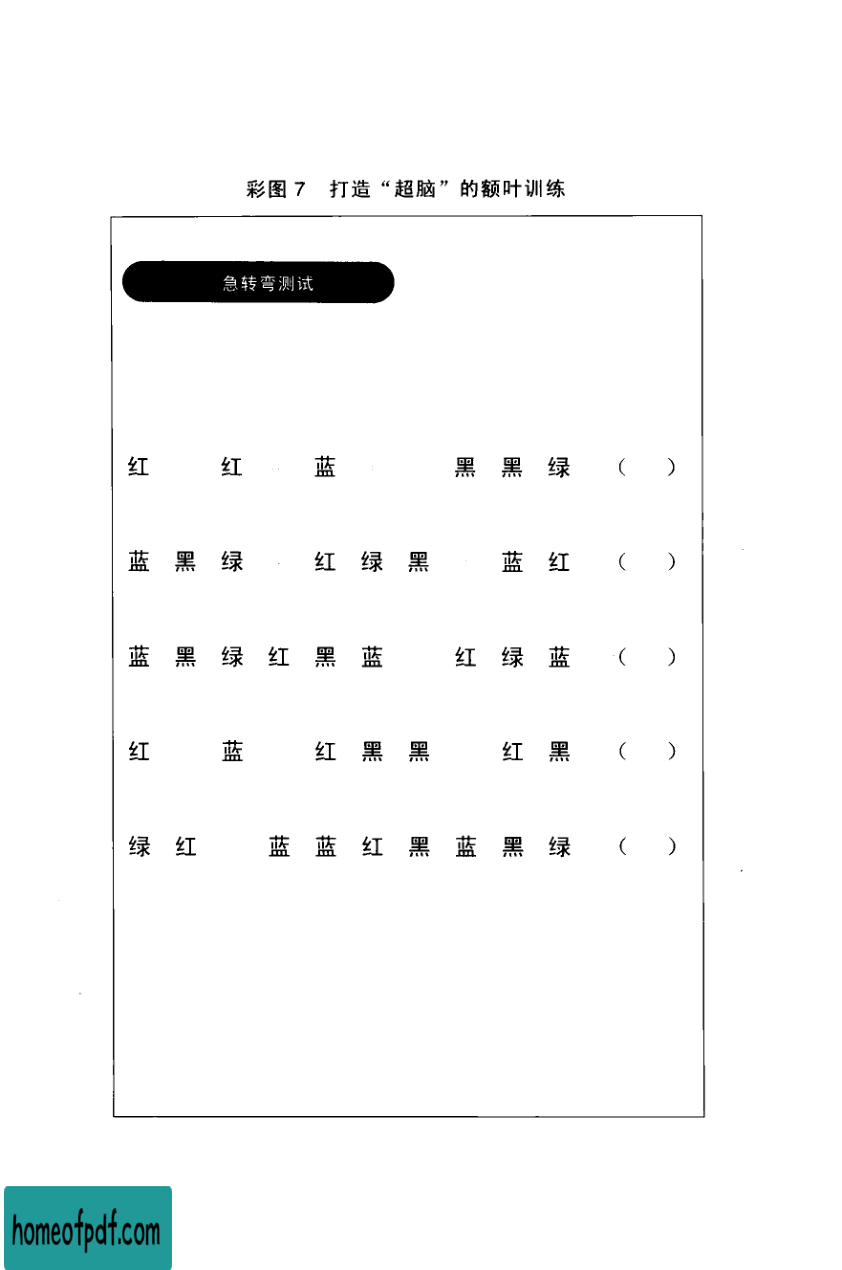 彩图 7 打造“超脑”的额叶训练
急转弯测试
红 红 蓝 黑 黑 绿 ( )
蓝 黑 绿 红 绿 黑 蓝 红 ( )
蓝 黑 绿 红 黑 蓝 红 绿 蓝 ( )
红 蓝 红 黑 黑 红 黑 ( )
绿 红 蓝 蓝 红 黑 蓝 黑 绿 ( )
homeofpdf.com